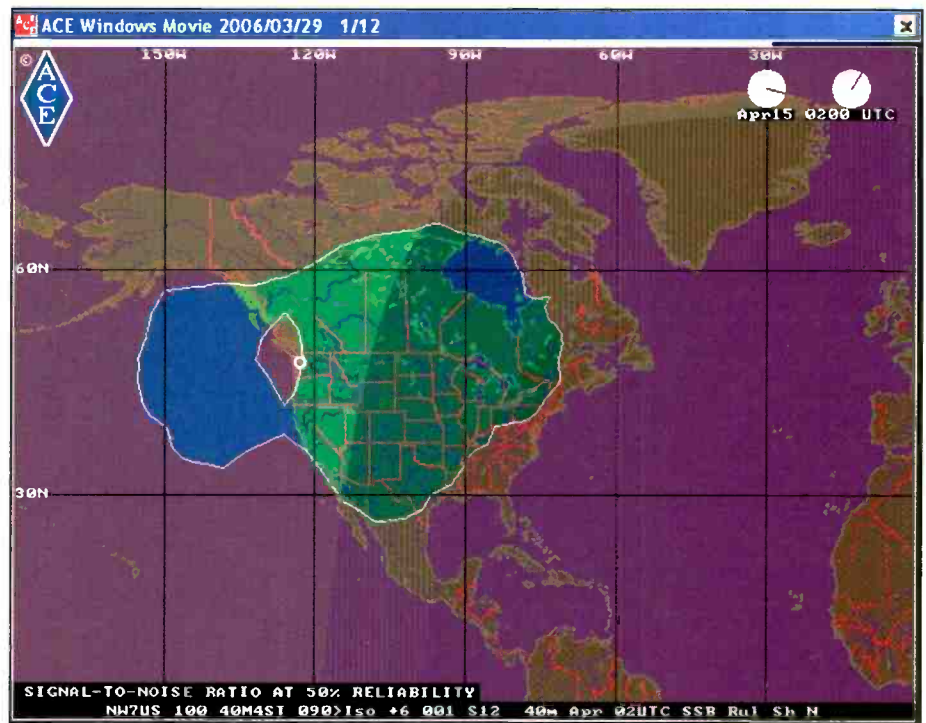 ACE Windows Movie 2006/03/29 1/12
©
A
C
E
150W 120W 90W 60W 30W
Apr15 0200 UTC
60N
30N
SIGNAL-TO-NOISE RATIO AT 50% RELIABILITY
NW7US 100 40M4ST 090>Iso +6 001 S12 40m Apr 02UTC SSB Rul Sh N